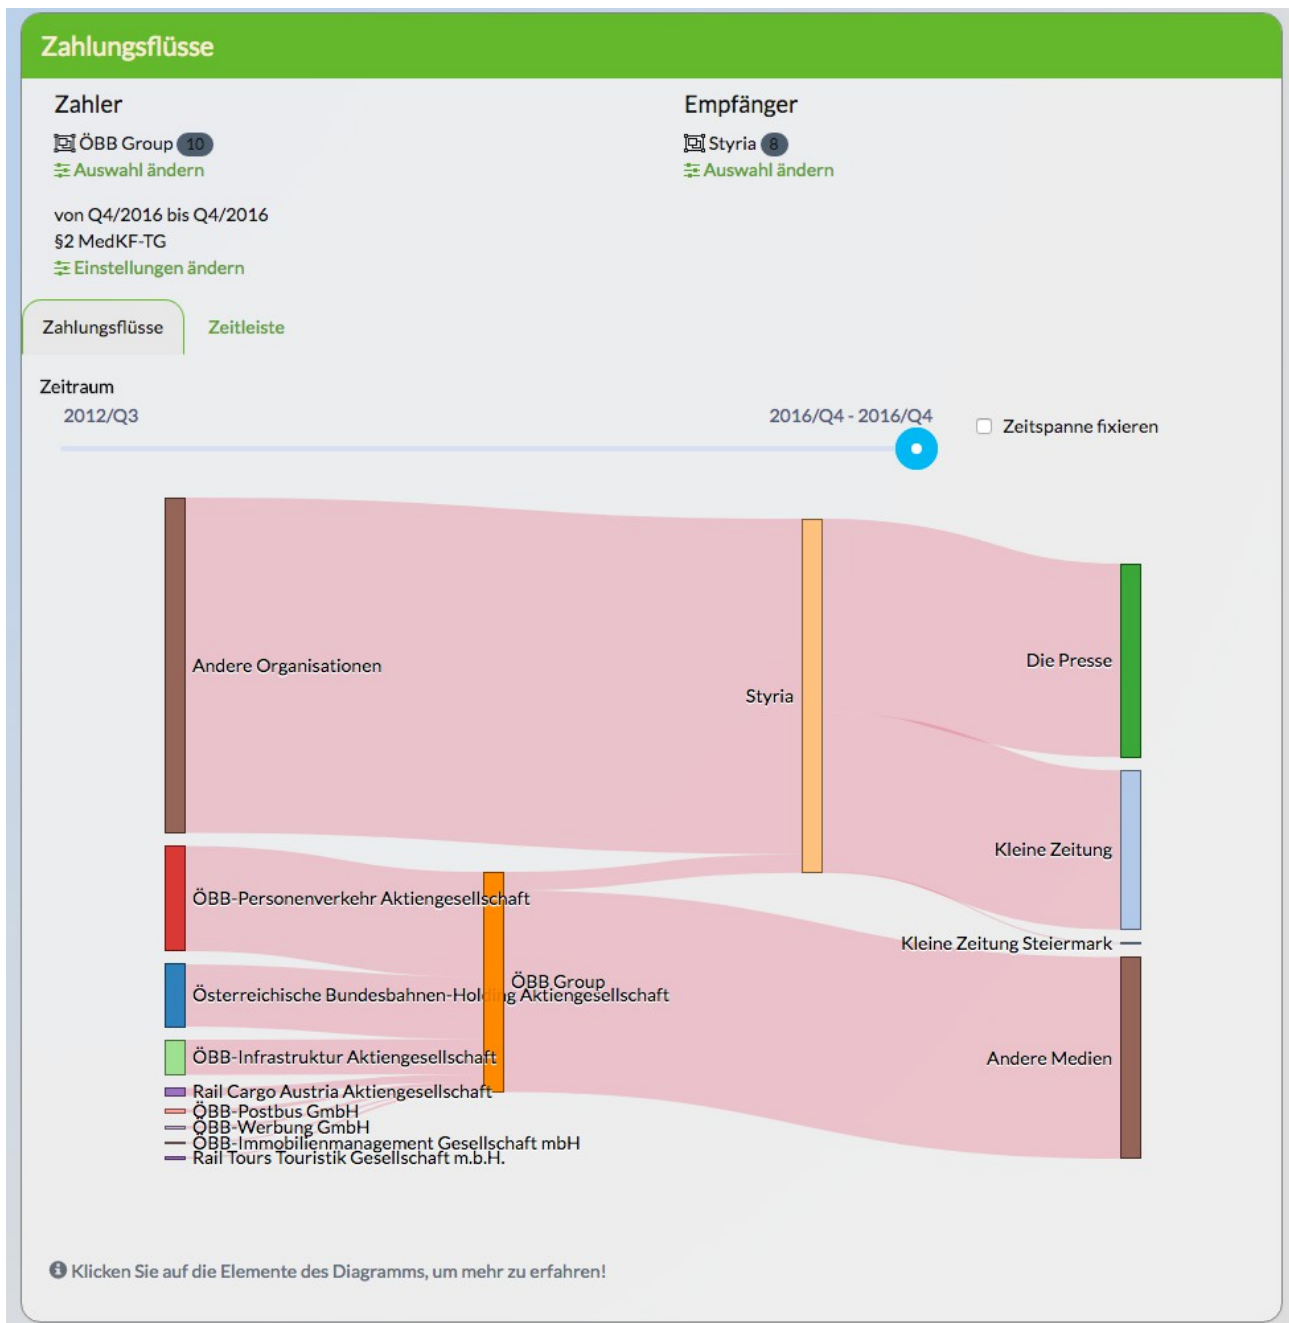 Zahlungsflüsse
Zahler
ÖBB Group 10
Auswahl ändern
Empfänger
Styria 8
Auswahl ändern
von Q4/2016 bis Q4/2016
§2 MedKF-TG
Einstellungen ändern
Zahlungsflüsse
Zeitleiste
Zeitraum
2012/Q3
2016/Q4 - 2016/Q4
Zeitspanne fixieren
Andere Organisationen
Styria
Die Presse
Kleine Zeitung
ÖBB-Personenverkehr Aktiengesellschaft
Kleine Zeitung Steiermark
ÖBB Group
Österreichische Bundesbahnen-Holding Aktiengesellschaft
ÖBB-Infrastruktur Aktiengesellschaft
Andere Medien
Rail Cargo Austria Aktiengesellschaft
ÖBB-Postbus GmbH
ÖBB-Werbung GmbH
ÖBB-Immobilienmanagement Gesellschaft mbH
Rail Tours Touristik Gesellschaft m.b.H.
Klicken Sie auf die Elemente des Diagramms, um mehr zu erfahren!